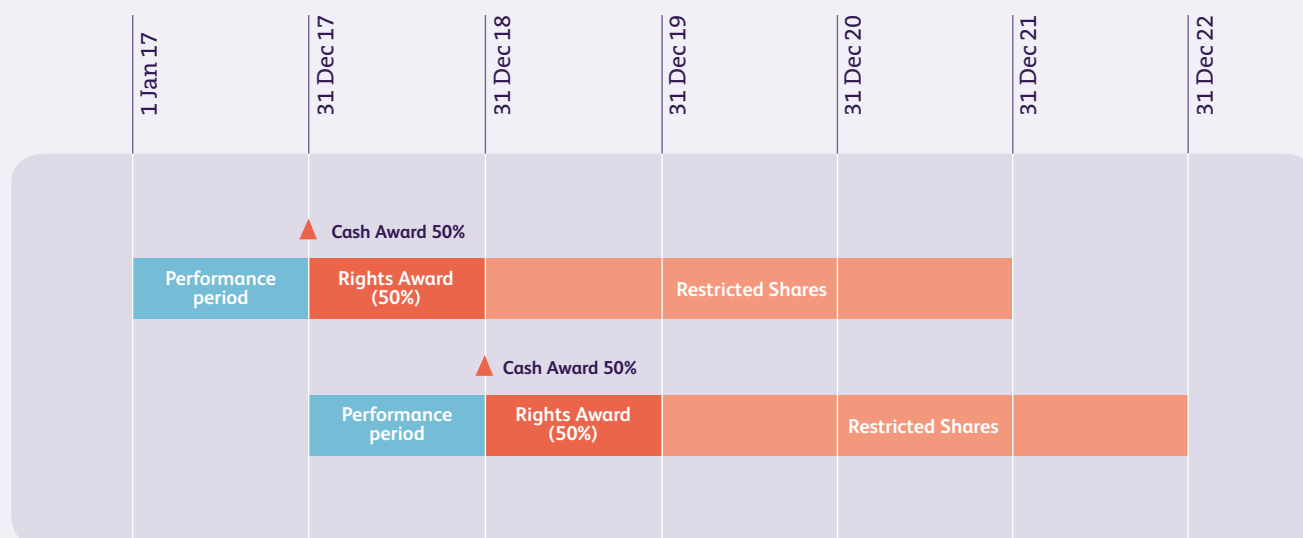 1 Jan 17
31 Dec 17
31 Dec 18
31 Dec 19
31 Dec 20
31 Dec 21
31 Dec 22
Cash Award 50%
Performance
period
Rights Award
(50%)
Restricted Shares
Cash Award 50%
Performance
period
Rights Award
(50%)
Restricted Shares